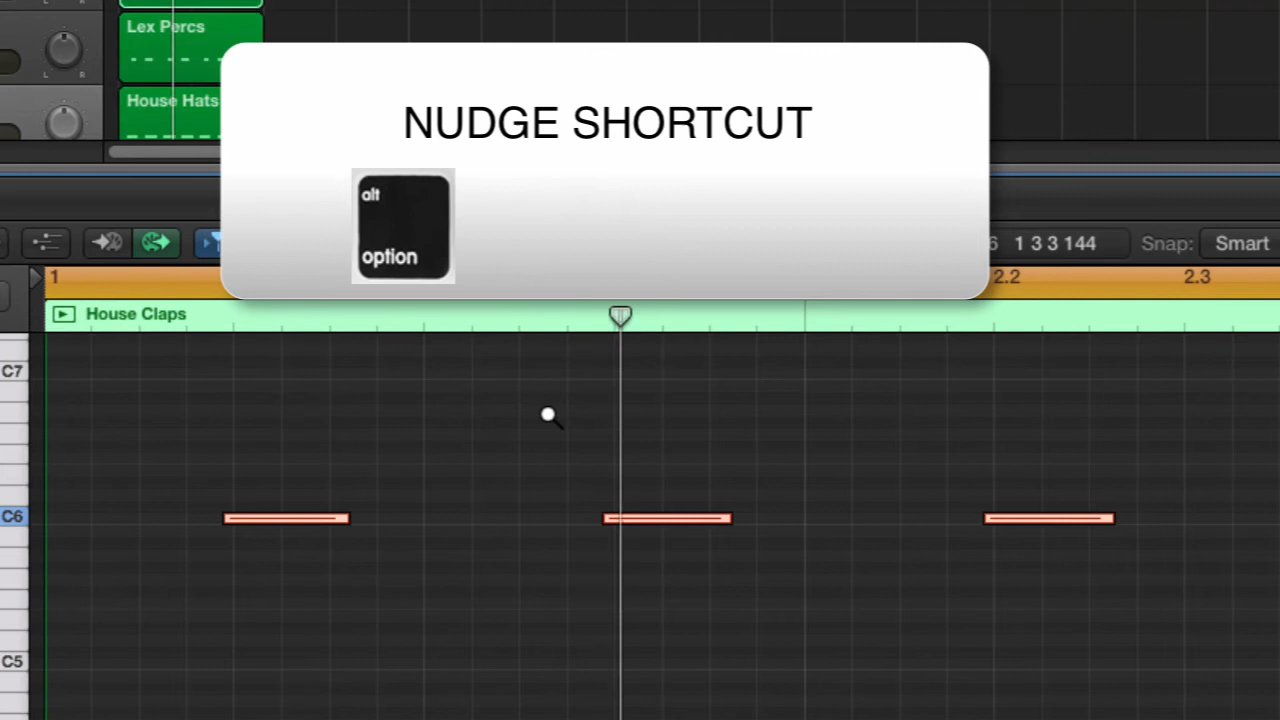 L R
Lex Percs
L R
House Hats
NUDGE SHORTCUT
alt
option
6 1 3 3 144
Snap: Smart
1
2.2
2.3
House Claps
C7
C6
C5